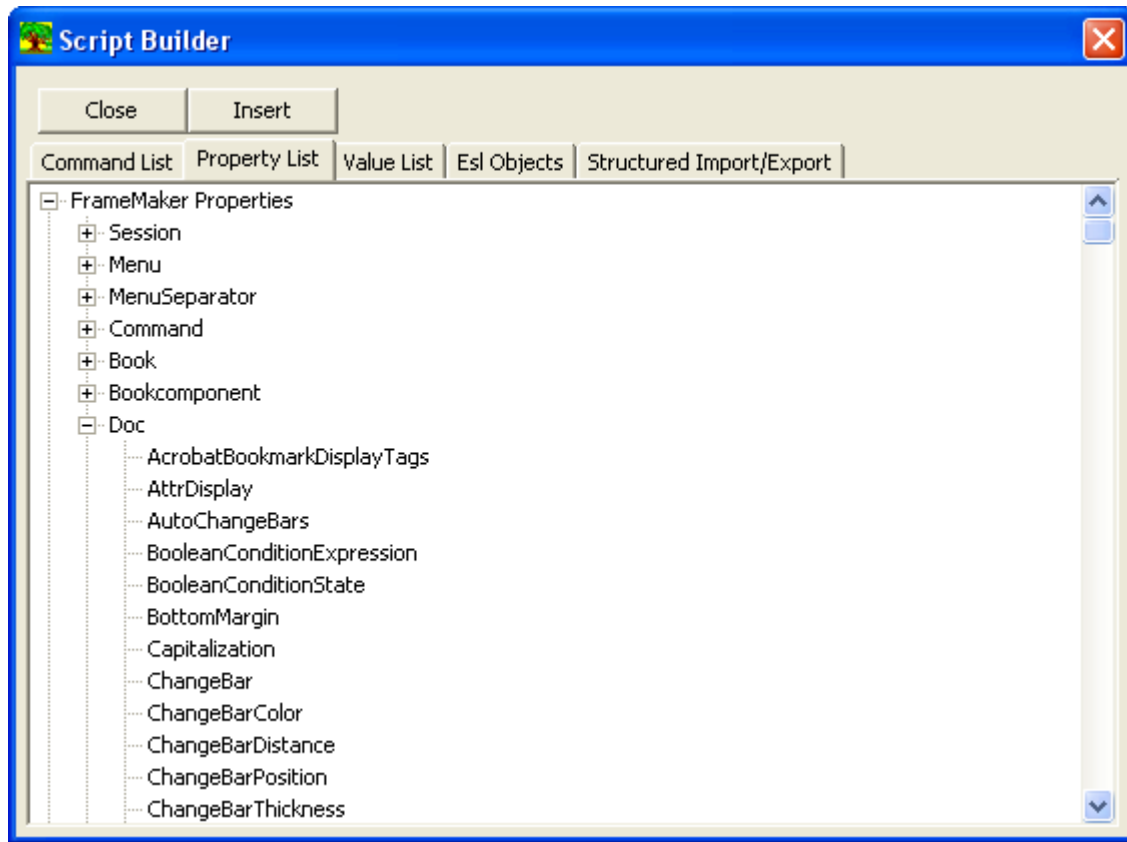 Script Builder
Close Insert
Command List Property List Value List Esl Objects Structured Import/Export
FrameMaker Properties
Session
Menu
MenuSeparator
Command
Book
Bookcomponent
Doc
AcrobatBookmarkDisplayTags
AttrDisplay
AutoChangeBars
BooleanConditionExpression
BooleanConditionState
BottomMargin
Capitalization
ChangeBar
ChangeBarColor
ChangeBarDistance
ChangeBarPosition
ChangeBarThickness